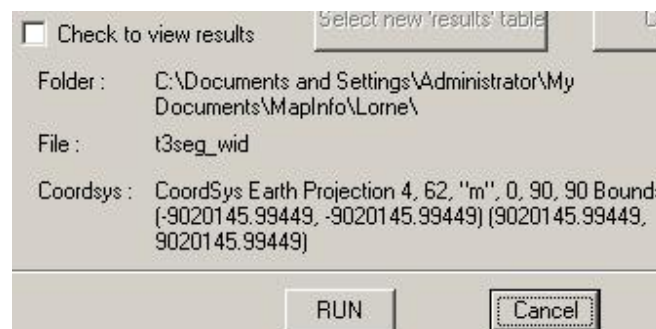 Select new 'results' table
Check to view results
Folder : C:\Documents and Settings\Administrator\My
Documents\MapInfo\Lorne\
File : t3seg_wid
Coordsys : CoordSys Earth Projection 4, 62, "m", 0, 90, 90 Bounds
(-9020145.99449, -9020145.99449) (9020145.99449,
9020145.99449)
RUN Cancel